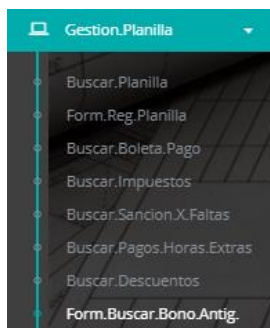 Gestion.Planilla
Buscar.Planilla
Form.Reg.Planilla
Buscar.Boleta.Pago
Buscar.Impuestos
Buscar.Sancion.X.Faltas
Buscar.Pagos.Horas.Extras
Buscar.Descuentos
Form.Buscar.Bono.Antig.